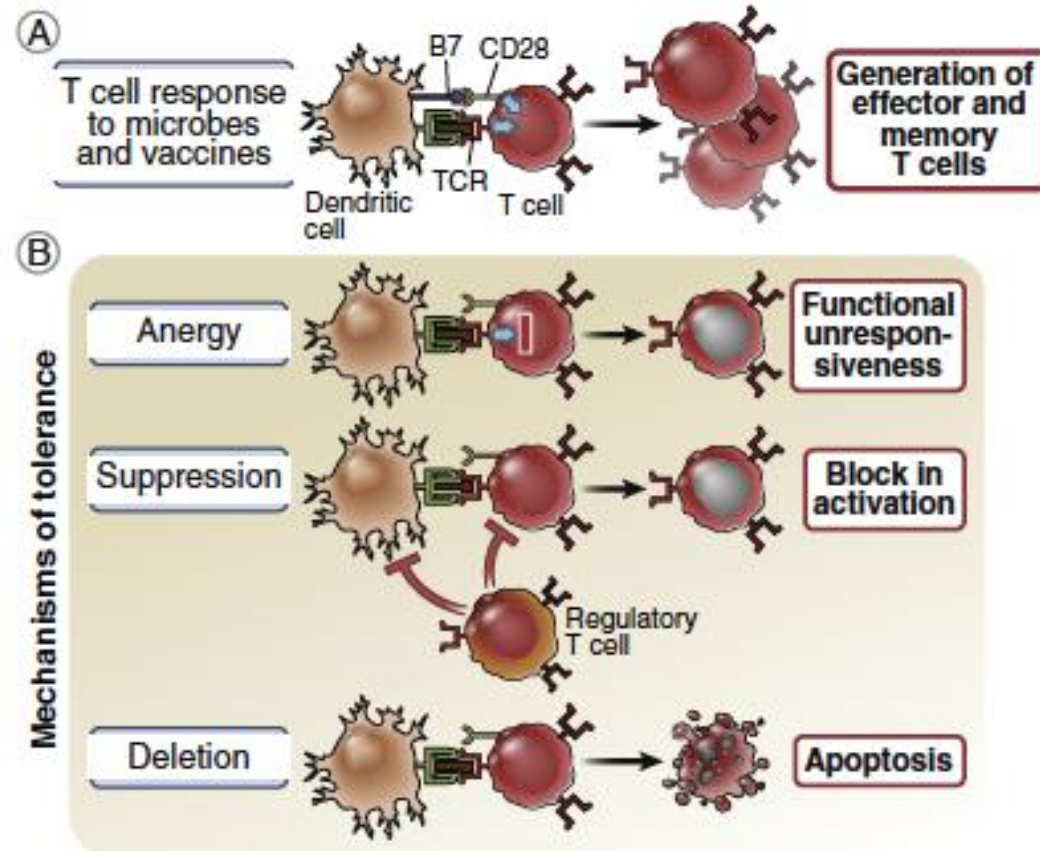 A
T cell response
to microbes
and vaccines
B7
CD28
TCR
Dendritic
cell
T cell
Generation of
effector and
memory
T cells
B
Mechanisms of tolerance
Anergy
Functional
unrespon-
siveness
Suppression
Block in
activation
Regulatory
T cell
Deletion
Apoptosis